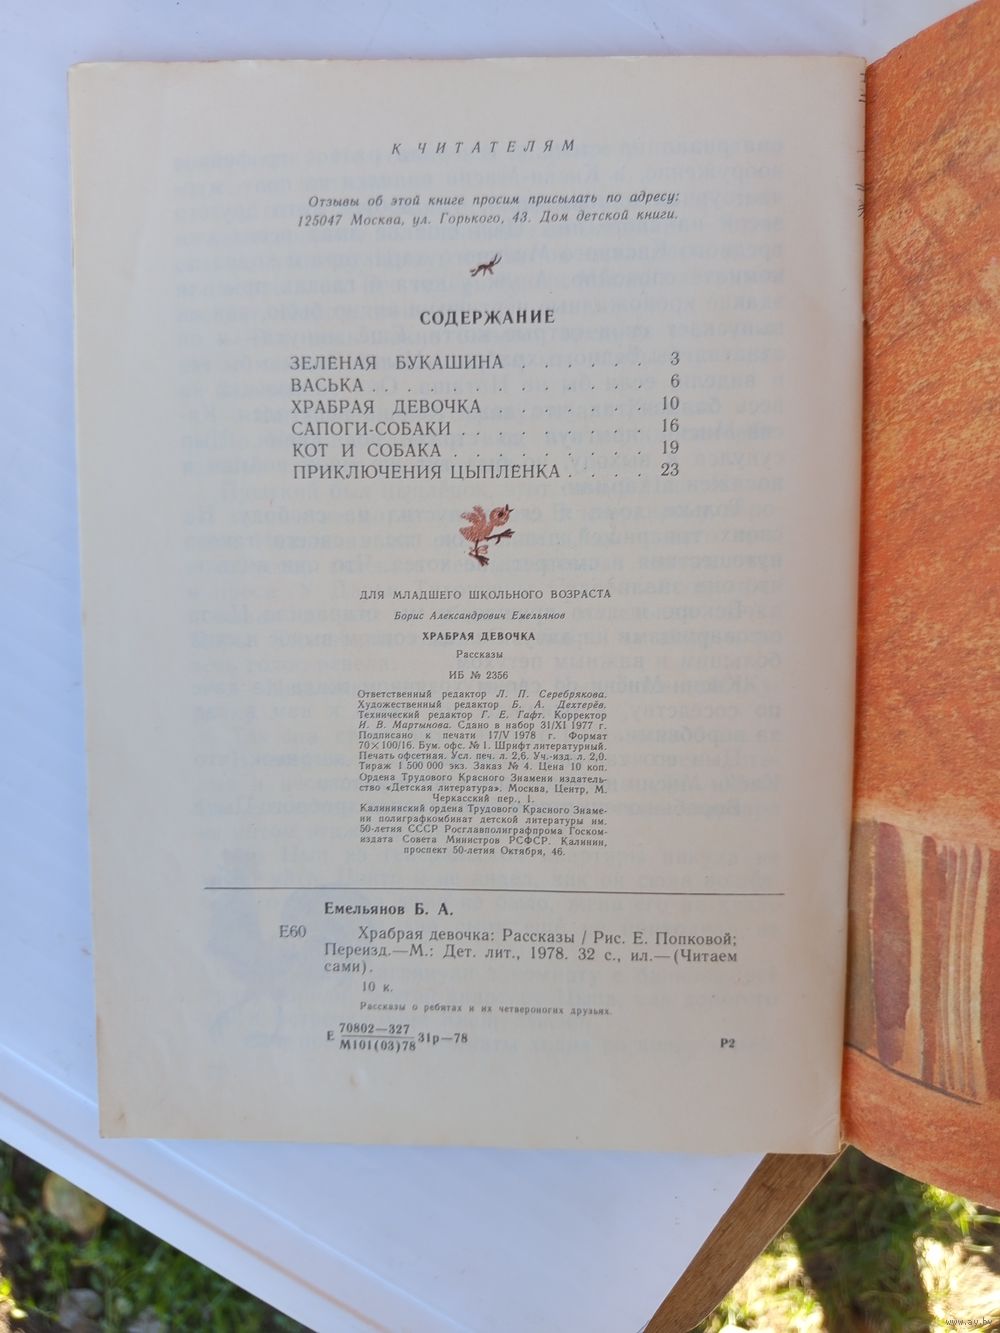 К ЧИТАТЕЛЯМ
Отзывы об этой книге просим присылать по адресу:
125047 Москва, ул. Горького, 43. Дом детской книги.
СОДЕРЖАНИЕ
ЗЕЛЁНАЯ БУКАШИНА . . . . . . . . 3
ВАСЬКА . . . . . . . . . . . . . 6
ХРАБРАЯ ДЕВОЧКА . . . . . . . . 10
САПОГИ-СОБАКИ . . . . . . . . . 16
КОТ И СОБАКА . . . . . . . . . 19
ПРИКЛЮЧЕНИЯ ЦЫПЛЁНКА . . . . . 23
ДЛЯ МЛАДШЕГО ШКОЛЬНОГО ВОЗРАСТА
Борис Александрович Емельянов
ХРАБРАЯ ДЕВОЧКА
Рассказы
ИБ № 2356
Ответственный редактор Л. П. Серебрякова.
Художественный редактор Б. А. Дехтерёв.
Технический редактор Г. Е. Гафт. Корректор
И. В. Мартынова. Сдано в набор 31/XI 1977 г.
Подписано к печати 17/V 1978 г. Формат
70×100/16. Бум. офс. № 1. Шрифт литературный.
Печать офсетная. Усл. печ. л. 2,6. Уч.-изд. л. 2,0.
Тираж 1 500 000 экз. Заказ № 4. Цена 10 коп.
Ордена Трудового Красного Знамени издатель-
ство «Детская литература». Москва, Центр, М.
Черкасский пер., 1.
Калининский ордена Трудового Красного Знаме-
ни полиграфкомбинат детской литературы им.
50-летия СССР Росглавполиграфпрома Госком-
издата Совета Министров РСФСР. Калинин,
проспект 50-летия Октября, 46.
Емельянов Б. А.
Е60 Храбрая девочка: Рассказы / Рис. Е. Попковой;
Переизд.—М.: Дет. лит., 1978. 32 с., ил.— (Читаем
сами).
10 к.
Рассказы о ребятах и их четвероногих друзьях.
Е 70802—327 31р—78
М101(03)78
Р2
www.ay.by